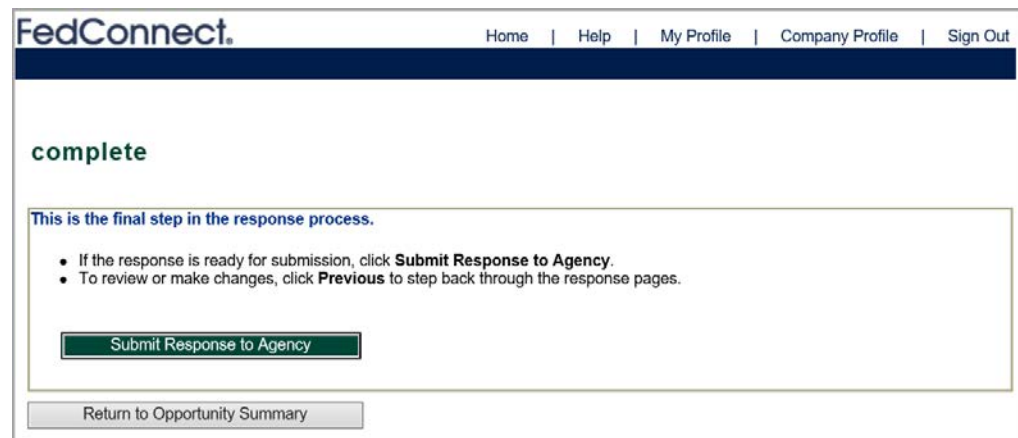 FedConnect. Home | Help | My Profile | Company Profile | Sign Out
complete
This is the final step in the response process.
• If the response is ready for submission, click Submit Response to Agency.
• To review or make changes, click Previous to step back through the response pages.
Submit Response to Agency
Return to Opportunity Summary